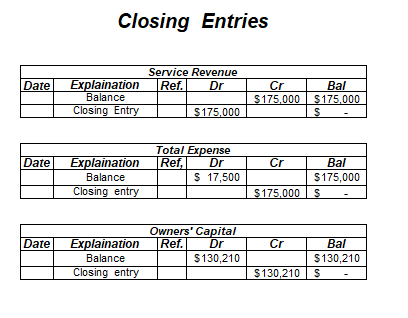 Closing Entries
Service Revenue
Date Explaination Ref. Dr Cr Bal
Balance $175,000 $175,000
Closing Entry $175,000 $ -
Total Expense
Date Explaination Ref, Dr Cr Bal
Balance $ 17,500 $175,000
Closing entry $175,000 $ -
Owners' Capital
Date Explaination Ref. Dr Cr Bal
Balance $130,210 $130,210
Closing entry $130,210 $ -